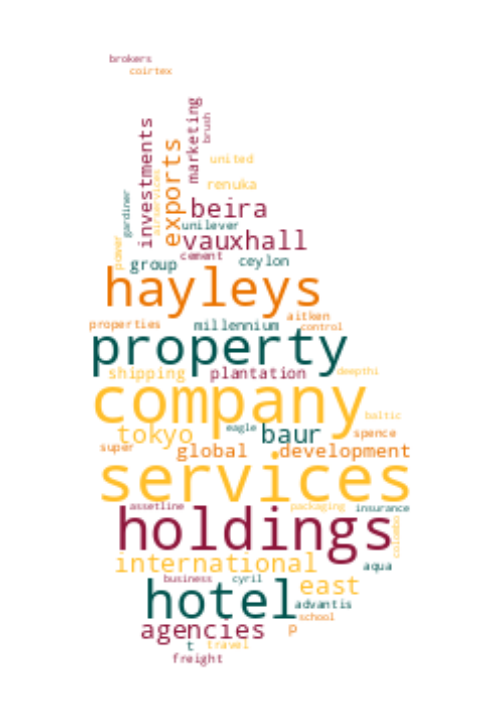 brokers
coirtex
marketing
brush
investments
exports
airservices
united
renuka
gardiner
beira
unilever
vauxhall
power
cement
group
ceylon
hayleys
aitken
properties
millennium
control
property
shipping
plantation
deepthi
company
baltic
tokyo
eagle
baur
spence
super
global
development
services
assetline
packaging
insurance
holdings
colombo
international
aqua
business
cyril
east
hotel
advantis
school
agencies
p
t
travel
freight